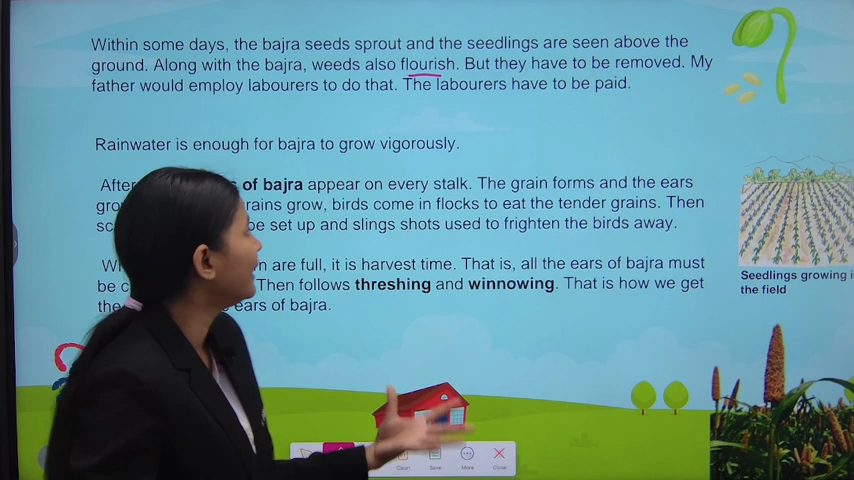 Within some days, the bajra seeds sprout and the seedlings are seen above the
ground. Along with the bajra, weeds also flourish. But they have to be removed. My
father would employ labourers to do that. The labourers have to be paid.
Rainwater is enough for bajra to grow vigorously.
After of bajra appear on every stalk. The grain forms and the ears
grains grow, birds come in flocks to eat the tender grains. Then
be set up and slings shots used to frighten the birds away.
are full, it is harvest time. That is, all the ears of bajra must
be Then follows threshing and winnowing. That is how we get
the ears of bajra.
Seedlings growing
the field
Clean Save More Close